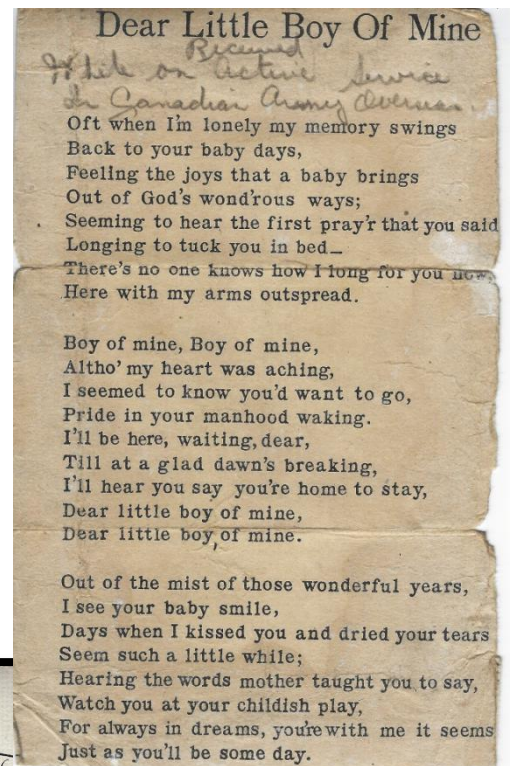 Dear Little Boy Of Mine
Received
While on Active Service
In Canadian Army Overseas.
Oft when I'm lonely my memory swings
Back to your baby days,
Feeling the joys that a baby brings
Out of God's wond'rous ways;
Seeming to hear the first pray'r that you said
Longing to tuck you in bed—
There's no one knows how I long for you now,
Here with my arms outspread.
Boy of mine, Boy of mine,
Altho' my heart was aching,
I seemed to know you'd want to go,
Pride in your manhood waking.
I'll be here, waiting, dear,
Till at a glad dawn's breaking,
I'll hear you say you're home to stay,
Dear little boy of mine,
Dear little boy of mine.
Out of the mist of those wonderful years,
I see your baby smile,
Days when I kissed you and dried your tears
Seem such a little while;
Hearing the words mother taught you to say,
Watch you at your childish play,
For always in dreams, you're with me it seems
Just as you'll be some day.